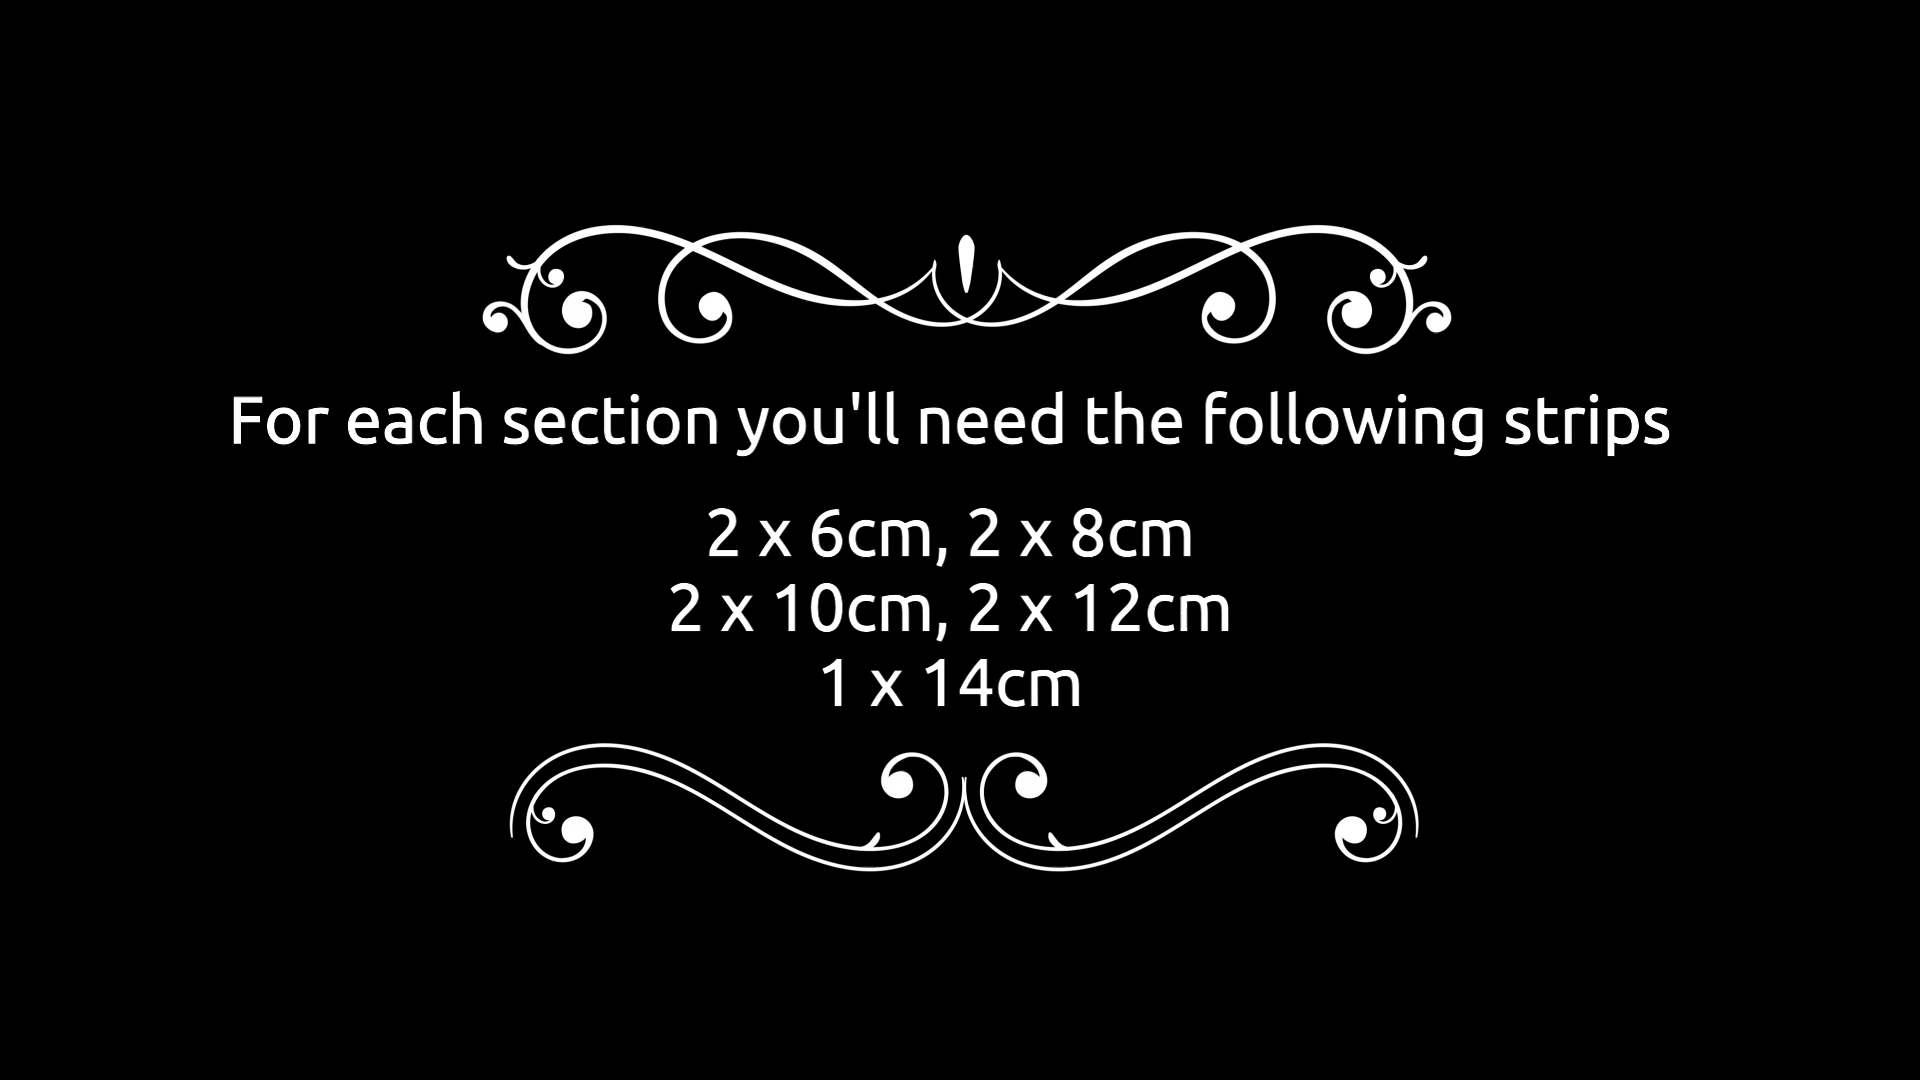 For each section you'll need the following strips
2 x 6cm, 2 x 8cm
2 x 10cm, 2 x 12cm
1 x 14cm